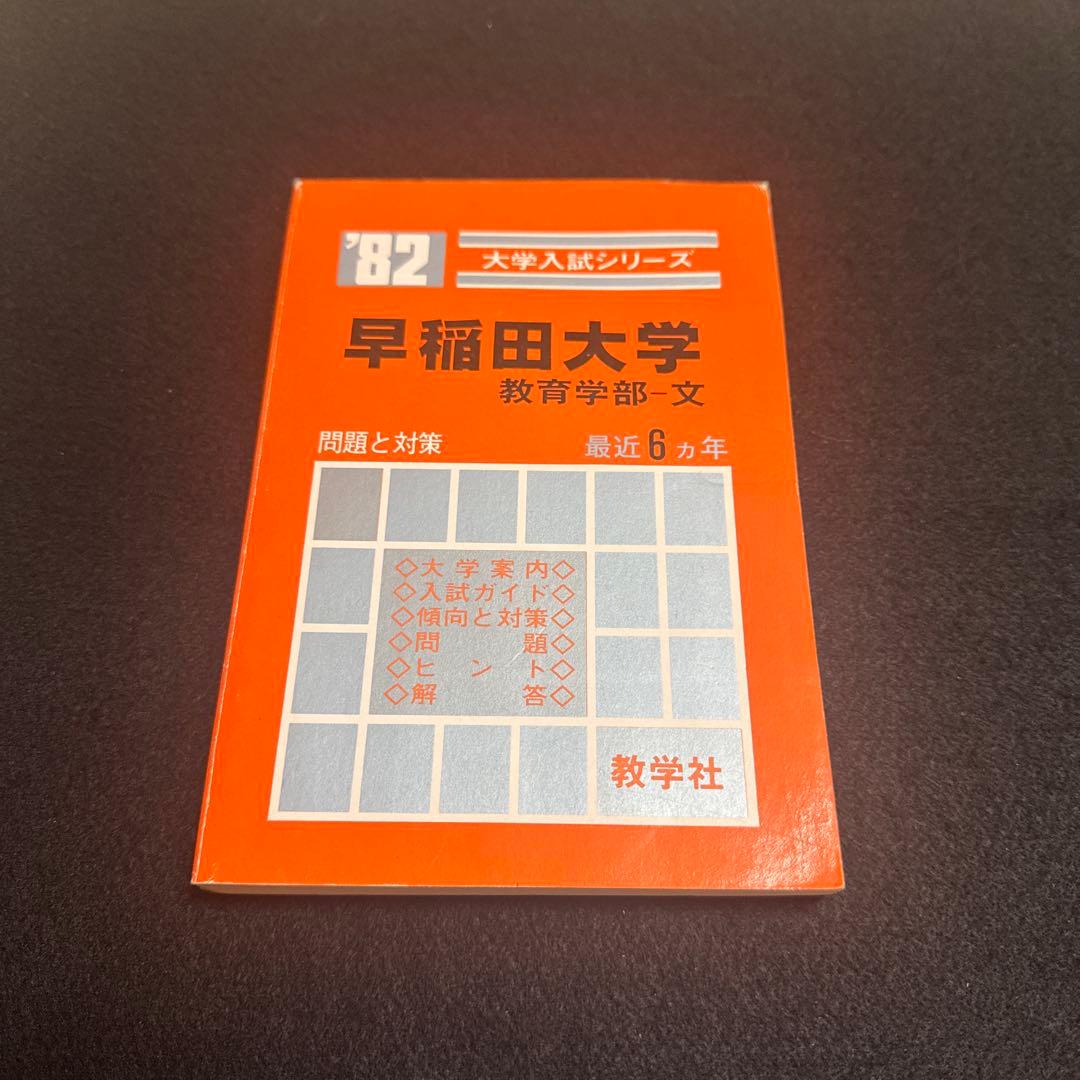 '82
大学入試シリーズ
早稲田大学
教育学部-文
問題と対策
最近6ヵ年
◇大学案内◇
◇入試ガイド◇
◇傾向と対策◇
◇問題◇
◇ヒント◇
◇解答◇
教学社